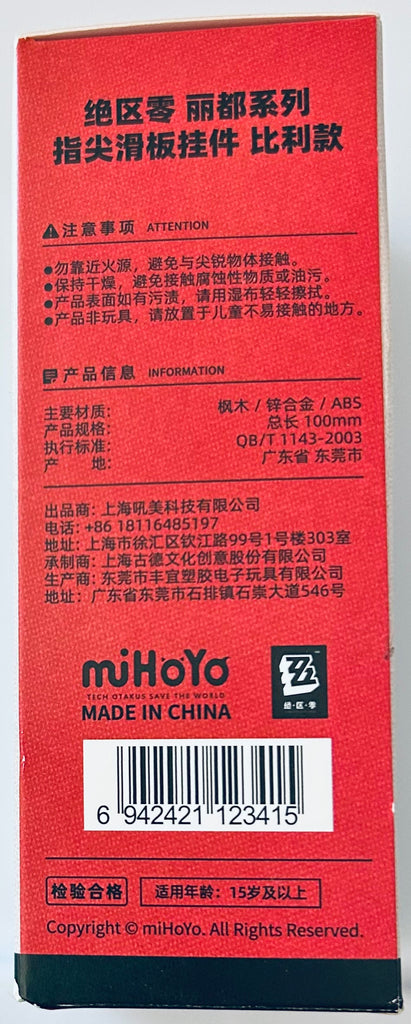 绝区零 丽都系列
指尖滑板挂件 比利款
注意事项 ATTENTION
●勿靠近火源，避免与尖锐物体接触。
●保持干燥，避免接触腐蚀性物质或油污。
●产品表面如有污渍，请用湿布轻轻擦拭。
●产品非玩具，请放置于儿童不易接触的地方。
产品信息 INFORMATION
主要材质： 枫木 / 锌合金 / ABS
产品规格： 总长 100mm
执行标准： QB/T 1143-2003
产 地： 广东省 东莞市
出品商: 上海吼美科技有限公司
电话: +86 18116485197
地址: 上海市徐汇区钦江路99号1号楼303室
承制商: 上海古德文化创意股份有限公司
生产商: 东莞市丰宜塑胶电子玩具有限公司
地址: 广东省东莞市石排镇石崇大道546号
miHoYo
TECH OTAKUS SAVE THE WORLD
MADE IN CHINA
绝·区·零
6 942421 123415
检验合格 适用年龄：15岁及以上
Copyright © miHoYo. All Rights Reserved.